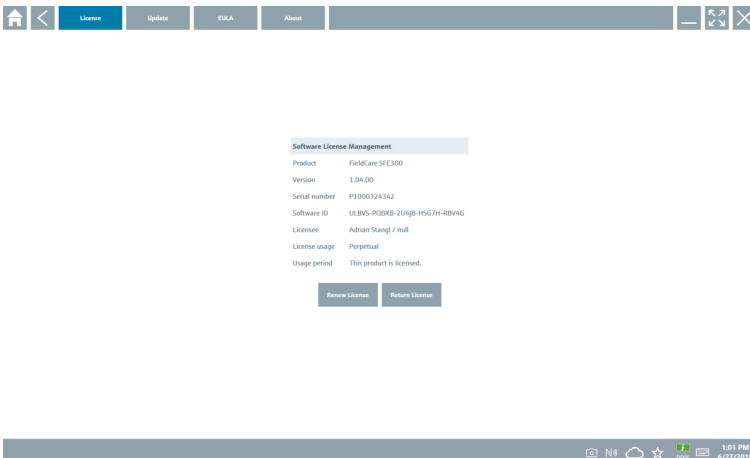 License Update EULA About
Software License Management
Product FieldCare SFE300
Version 1.04.00
Serial number P1000324342
Software ID ULBVS-PQBXB-2U4J8-HSG7H-RBV4G
Licensee Adrian Stangl / null
License usage Perpetual
Usage period This product is licensed.
Renew License Return License
1:01 PM